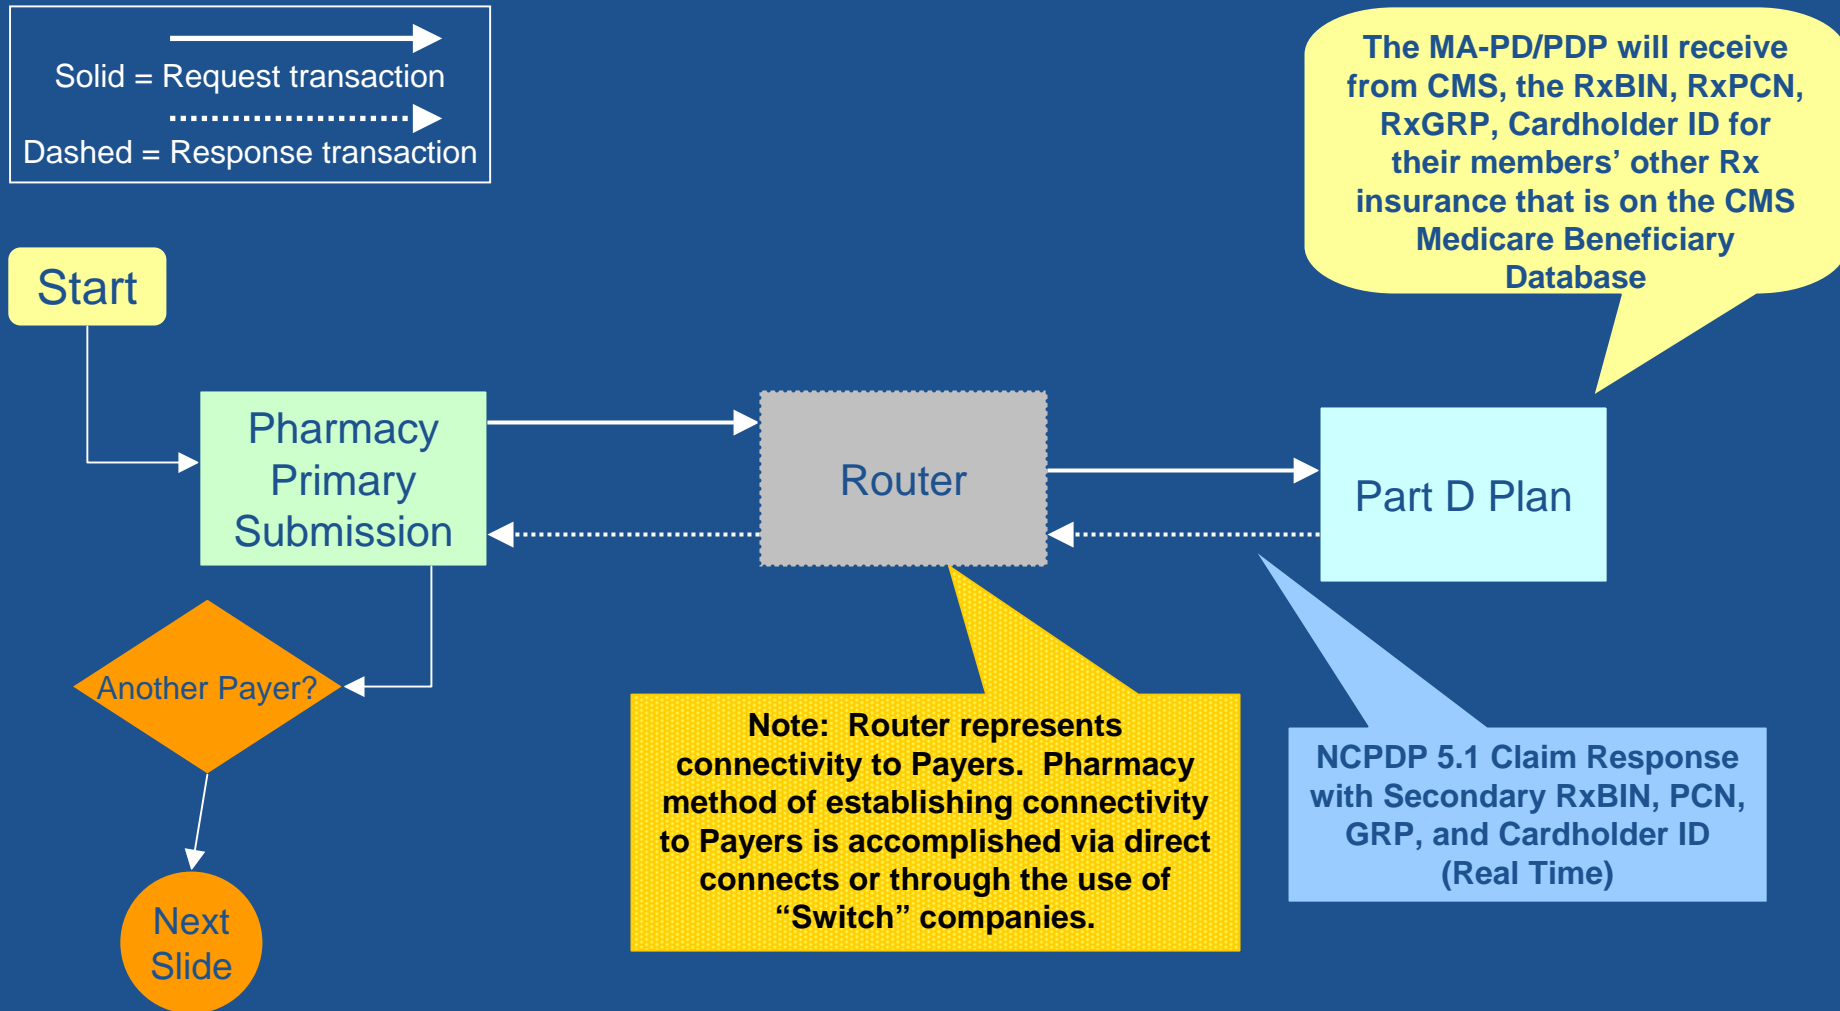 Solid = Request transaction
Dashed = Response transaction
The MA-PD/PDP will receive
from CMS, the RxBIN, RxPCN,
RxGRP, Cardholder ID for
their members’ other Rx
insurance that is on the CMS
Medicare Beneficiary
Database
Start
Pharmacy
Primary
Submission
Router
Part D Plan
Another Payer?
Note:  Router represents
connectivity to Payers.  Pharmacy
method of establishing connectivity
to Payers is accomplished via direct
connects or through the use of
“Switch” companies.
NCPDP 5.1 Claim Response
with Secondary RxBIN, PCN,
GRP, and Cardholder ID
(Real Time)
Next
Slide